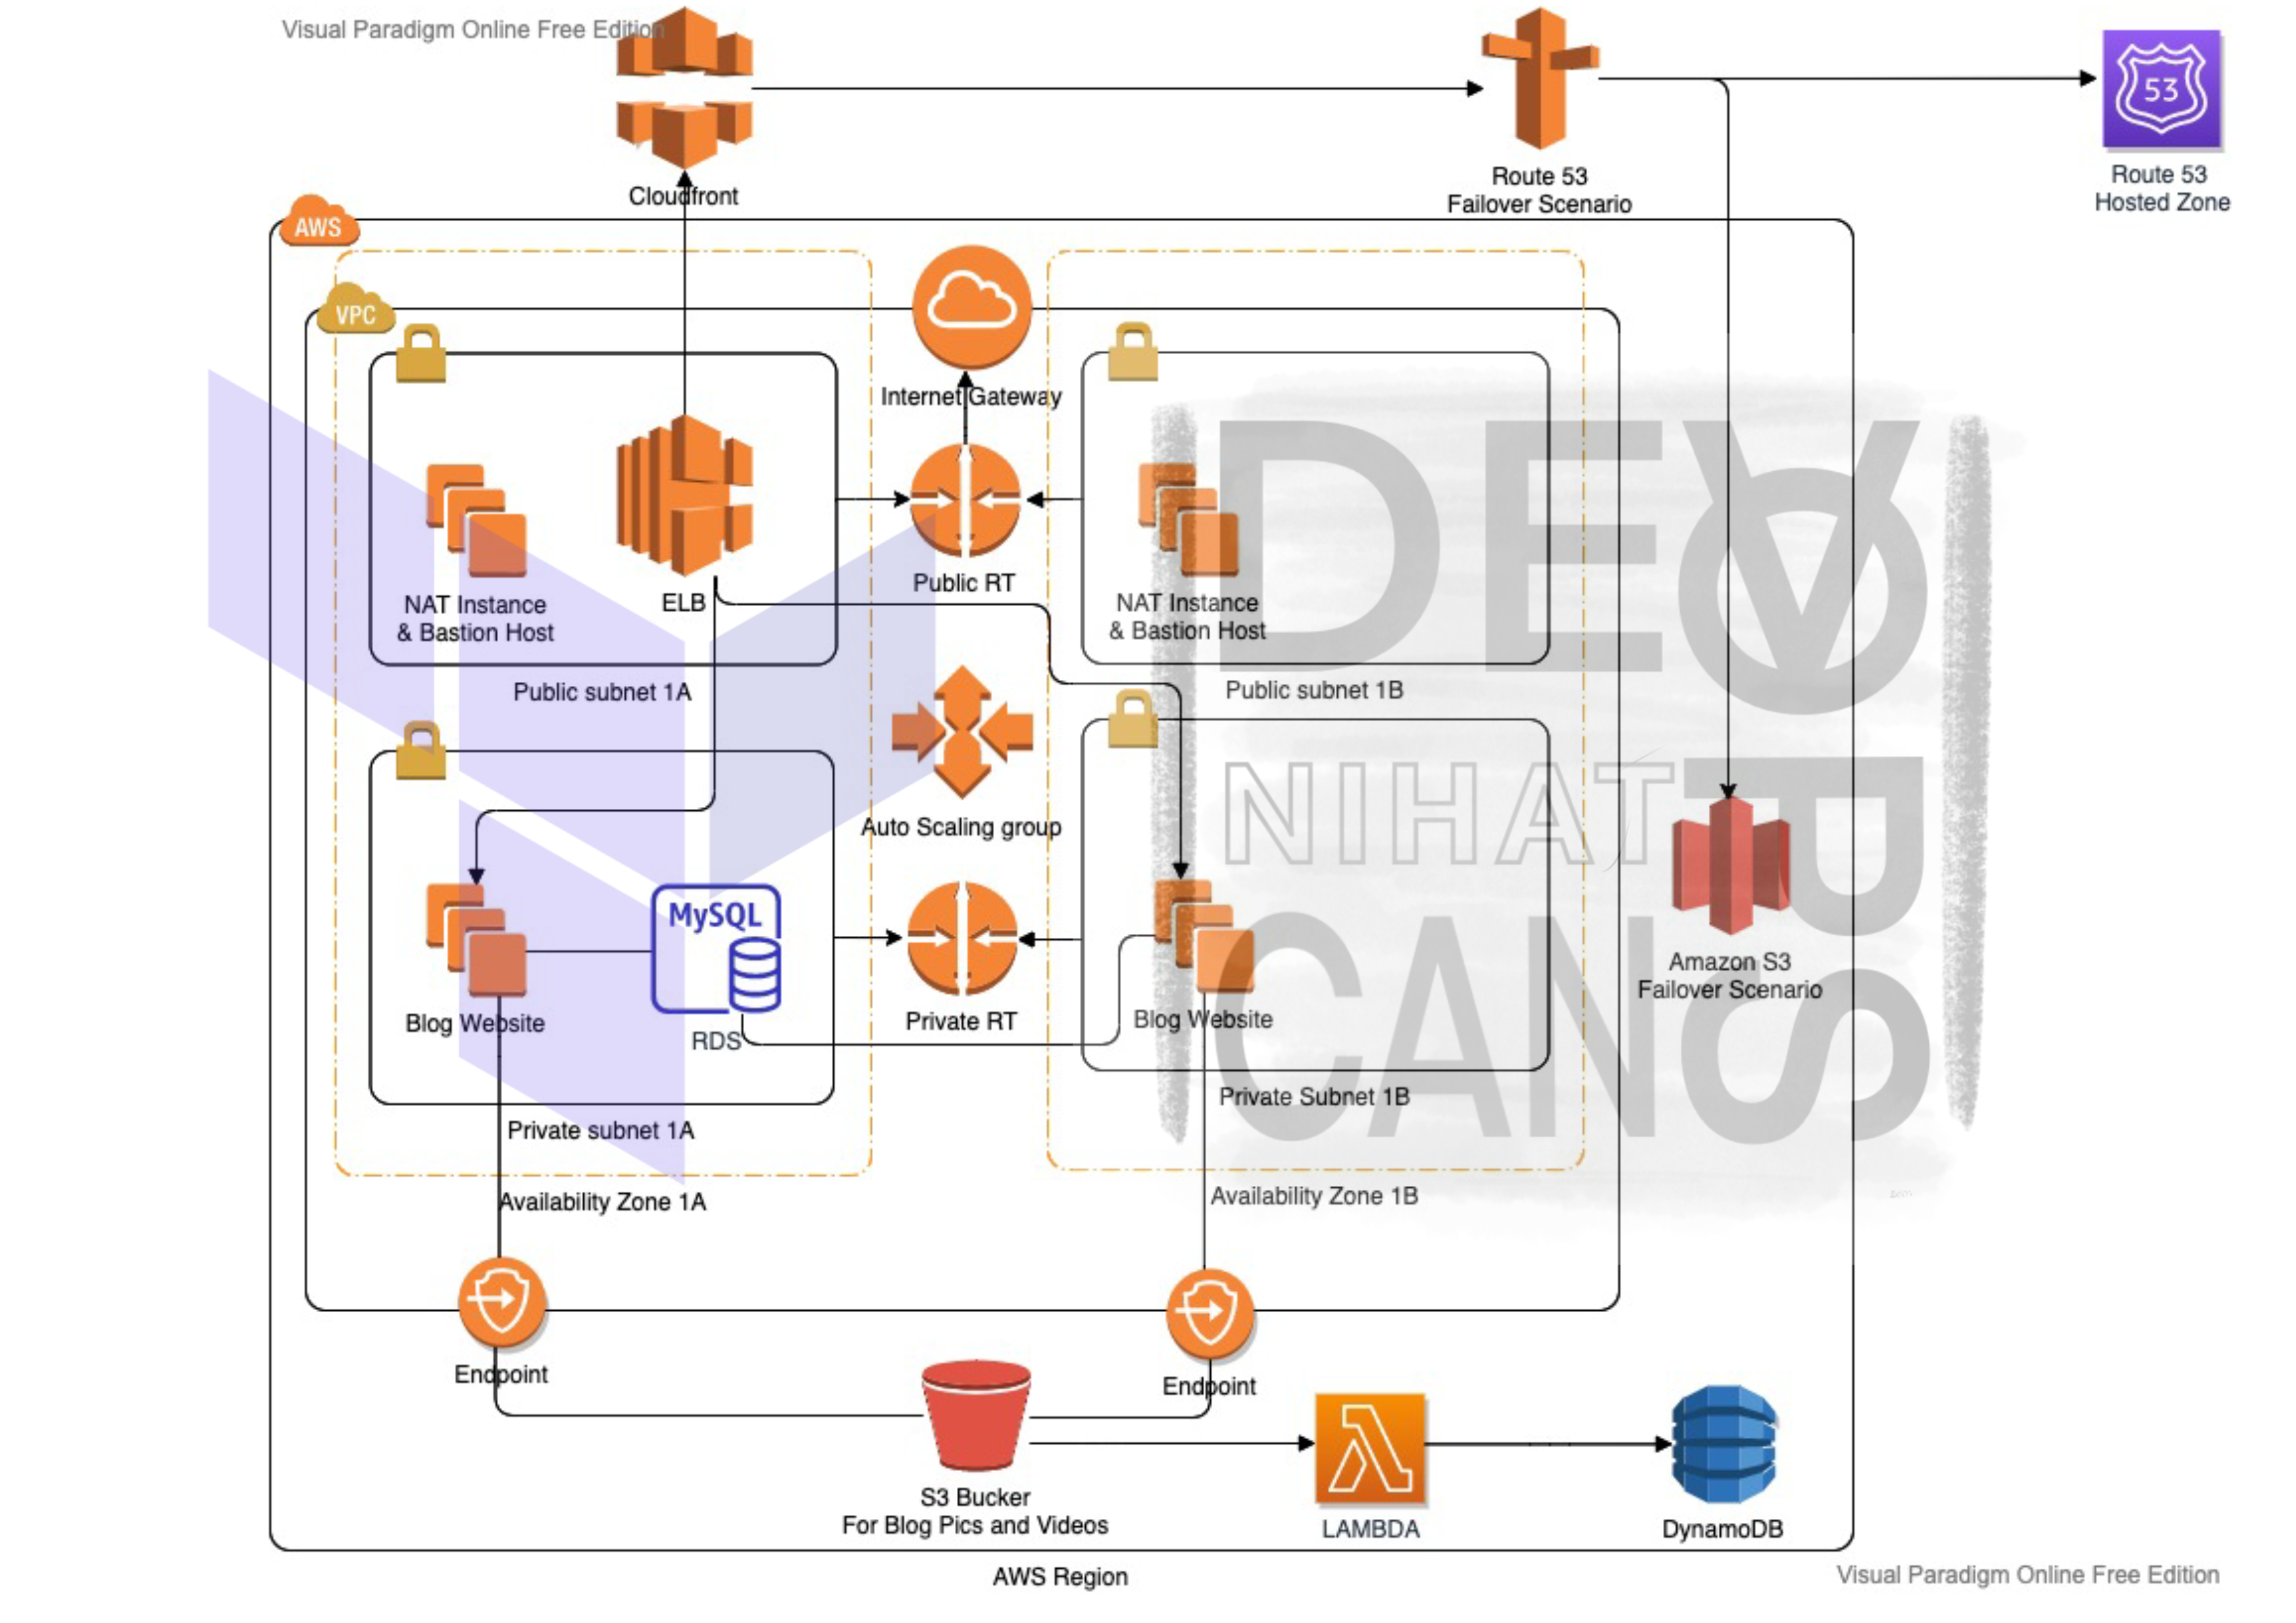 Visual Paradigm Online Free Edition
Cloudfront
Route 53
Failover Scenario
53
Route 53
Hosted Zone
AWS
VPC
Internet Gateway
NAT Instance
& Bastion Host
ELB
Public RT
NAT Instance
& Bastion Host
Public subnet 1A
Public subnet 1B
Auto Scaling group
MySQL
Blog Website
RDS
Private RT
Blog Website
Amazon S3
Failover Scenario
Private subnet 1A
Private Subnet 1B
Availability Zone 1A
Availability Zone 1B
Endpoint
Endpoint
S3 Bucker
For Blog Pics and Videos
LAMBDA
DynamoDB
AWS Region
Visual Paradigm Online Free Edition
DEV
OPS
NIHAT
CAN